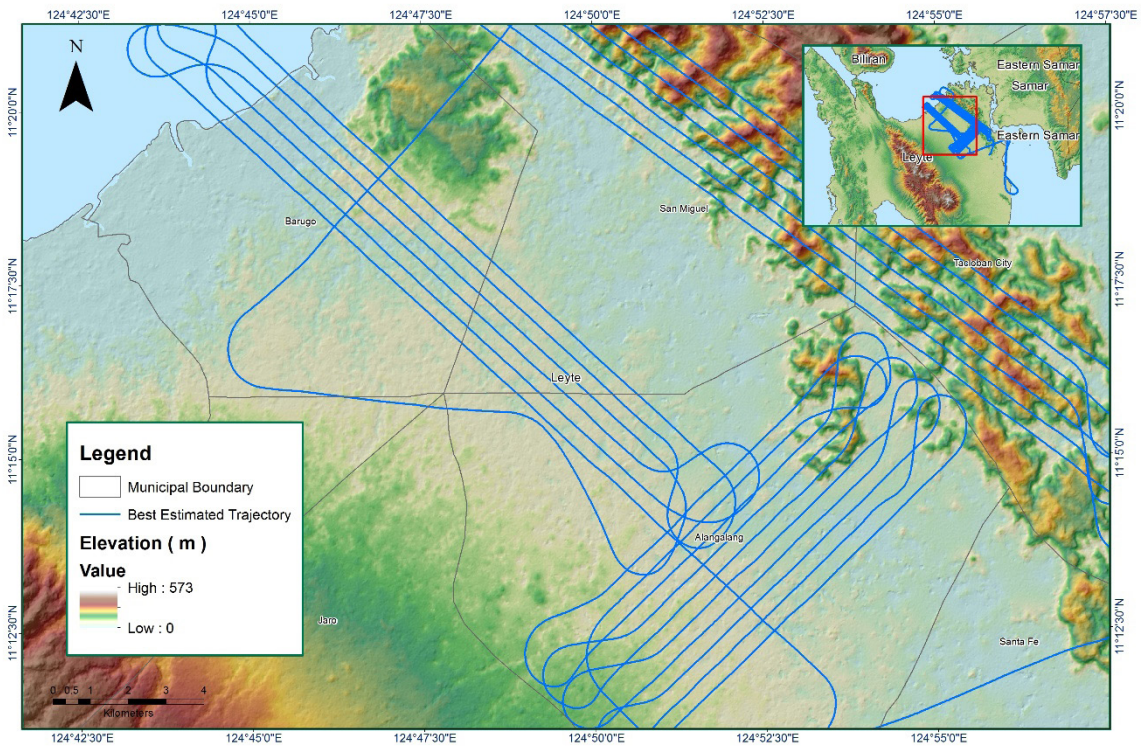 124°42'30"E 124°45'0"E 124°47'30"E 124°50'0"E 124°52'30"E 124°55'0"E 124°57'30"E
N
Biliran
Eastern Samar
Samar
Eastern Samar
Leyte
11°20'0"N 11°20'0"N
Barugo
San Miguel
Tacloban City
11°17'30"N 11°17'30"N
Leyte
11°15'0"N 11°15'0"N
Legend
Municipal Boundary
Best Estimated Trajectory
Elevation ( m )
Value
High : 573
Low : 0
Alangalang
Jaro
Santa Fe
11°12'30"N 11°12'30"N
0 0.5 1 2 3 4
Kilometers
124°42'30"E 124°45'0"E 124°47'30"E 124°50'0"E 124°52'30"E 124°55'0"E 124°57'30"E